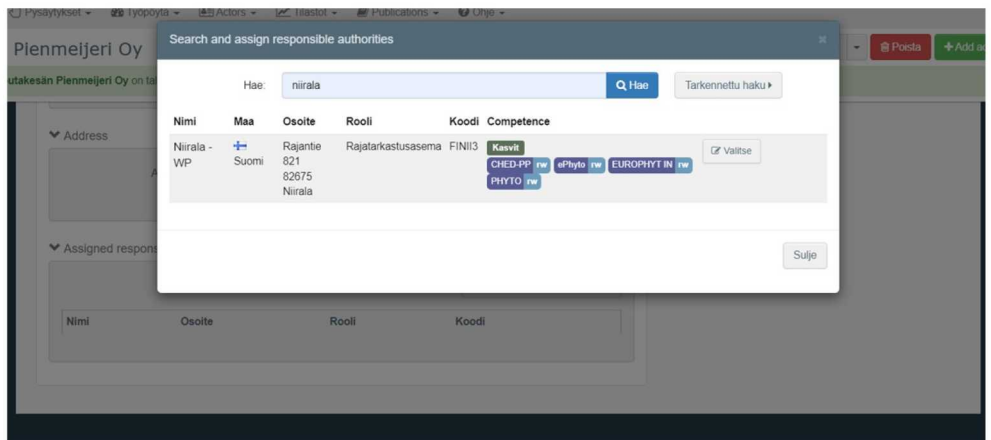 Pysäytykset Työpöytä Actors Tilastot Publications Ohje
Pienmeijeri Oy
Poista
Add
utakesän Pienmeijeri Oy on
Search and assign responsible authorities
Hae: niirala Hae Tarkennettu haku
Nimi Maa Osoite Rooli Koodi Competence
Niirala - Rajantie Rajatarkastusasema FINII3 Kasvit Valitse
WP Suomi 821 CHED-PP rw ePhyto rw EUROPHYT IN rw
82675 PHYTO rw
Niirala
Sulje
Address
Assigned
Nimi Osoite Rooli Koodi